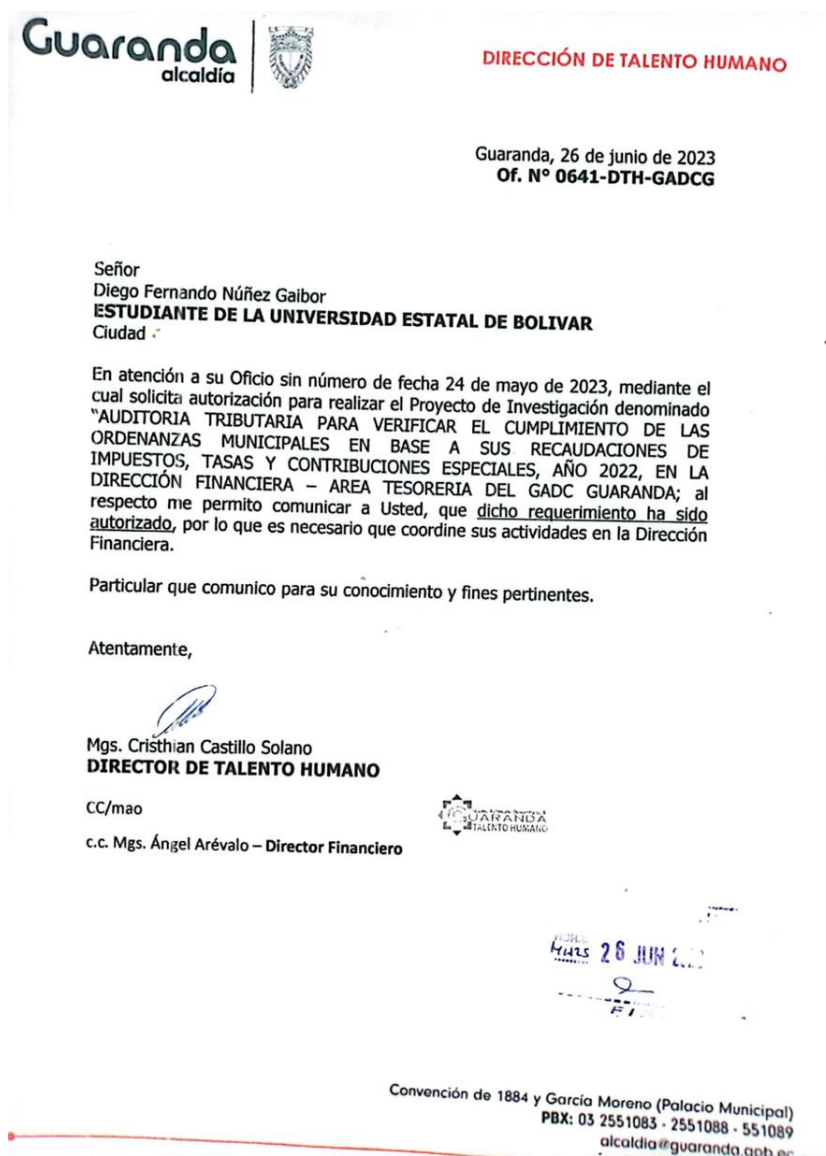 Guaranda
alcaldía
DIRECCIÓN DE TALENTO HUMANO
Guaranda, 26 de junio de 2023
Of. N° 0641-DTH-GADCG
Señor
Diego Fernando Núñez Gaibor
ESTUDIANTE DE LA UNIVERSIDAD ESTATAL DE BOLIVAR
Ciudad
En atención a su Oficio sin número de fecha 24 de mayo de 2023, mediante el
cual solicita autorización para realizar el Proyecto de Investigación denominado
"AUDITORIA TRIBUTARIA PARA VERIFICAR EL CUMPLIMIENTO DE LAS
ORDENANZAS MUNICIPALES EN BASE A SUS RECAUDACIONES DE
IMPUESTOS, TASAS Y CONTRIBUCIONES ESPECIALES, AÑO 2022, EN LA
DIRECCIÓN FINANCIERA – AREA TESORERIA DEL GADC GUARANDA; al
respecto me permito comunicar a Usted, que dicho requerimiento ha sido
autorizado, por lo que es necesario que coordine sus actividades en la Dirección
Financiera.
Particular que comunico para su conocimiento y fines pertinentes.
Atentamente,
Mgs. Cristhian Castillo Solano
DIRECTOR DE TALENTO HUMANO
CC/mao
GUARANDA
TALENTO HUMANO
c.c. Mgs. Ángel Arévalo – Director Financiero
26 JUN
Convención de 1884 y García Moreno (Palacio Municipal)
PBX: 03 2551083 - 2551088 - 551089
alcaldia@guaranda.gob.ec